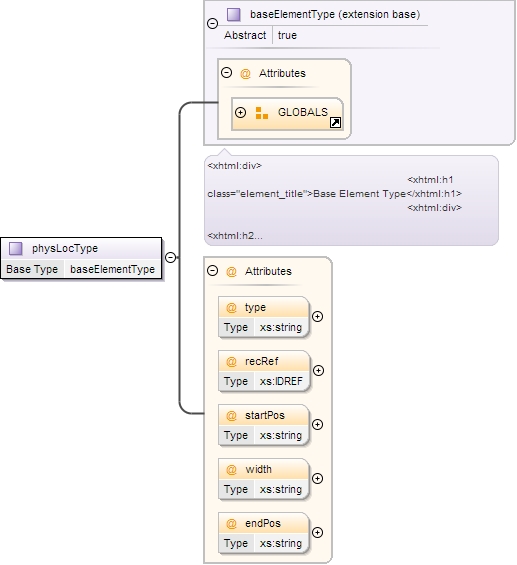 baseElementType (extension base)
Abstract true
@ Attributes
GLOBALS
<xhtml:div>
<xhtml:h1
class="element_title">Base Element Type</xhtml:h1>
<xhtml:div>
<xhtml:h2...
physLocType
Base Type baseElementType
@ Attributes
@ type
Type xs:string
@ recRef
Type xs:IDREF
@ startPos
Type xs:string
@ width
Type xs:string
@ endPos
Type xs:string